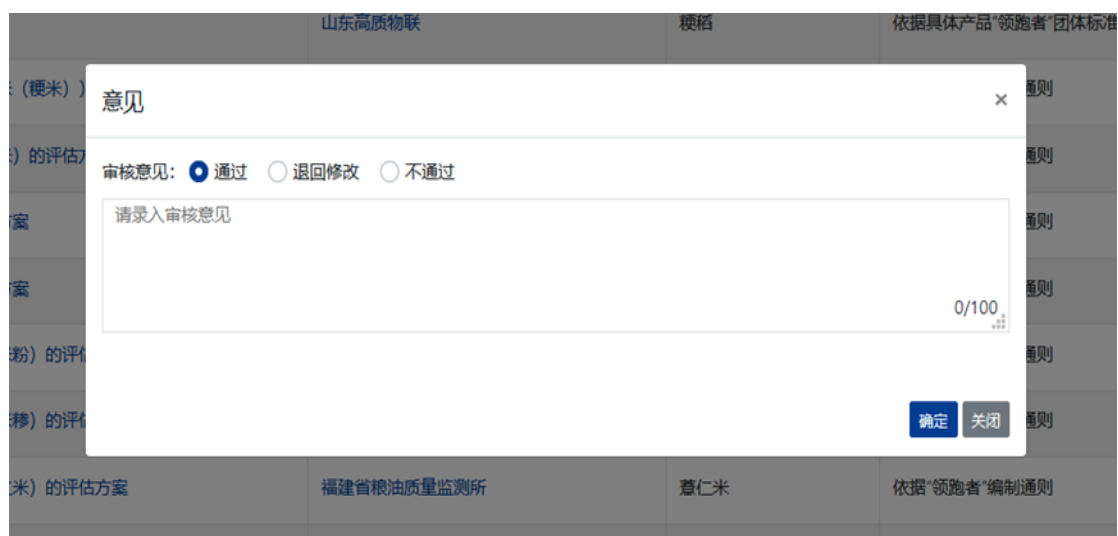 山东高质物联 粳稻 依据具体产品“领跑者”团体标准
（粳米）） 通则
）的评估方 通则
意见 ×
审核意见： 通过 退回修改 不通过
请录入审核意见
案 通则
案 通则
0/100
粉）的评估 通则
糁）的评估 通则
确定 关闭
米）的评估方案 福建省粮油质量监测所 薏仁米 依据“领跑者”编制通则